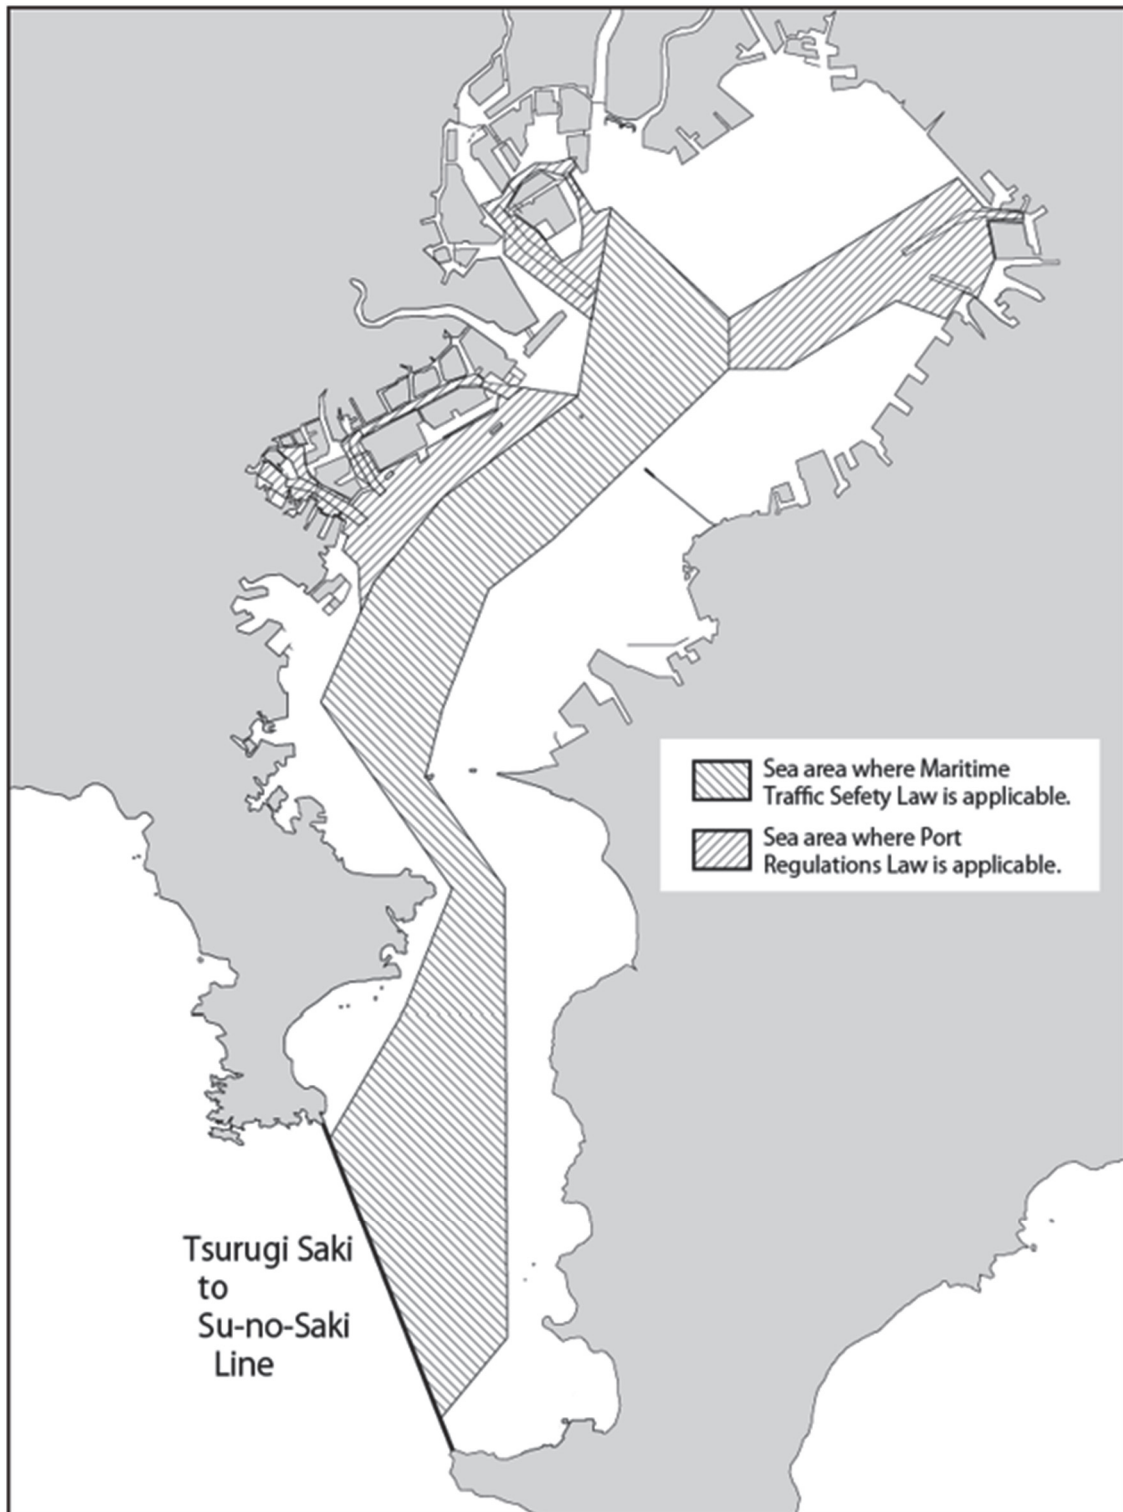 Sea area where Maritime
Traffic Sefety Law is applicable.
Sea area where Port
Regulations Law is applicable.
Tsurugi Saki
to
Su-no-Saki
Line